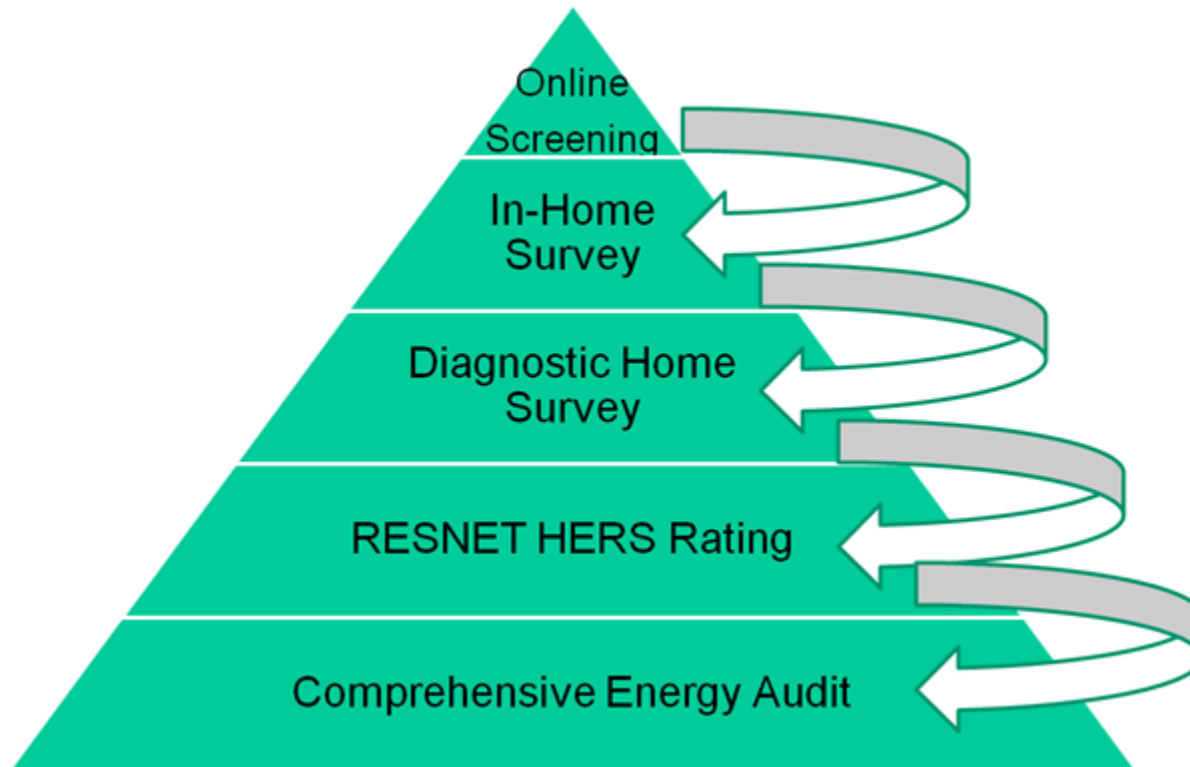 Online
Screening
In-Home
Survey
Diagnostic Home
Survey
RESNET HERS Rating
Comprehensive Energy Audit